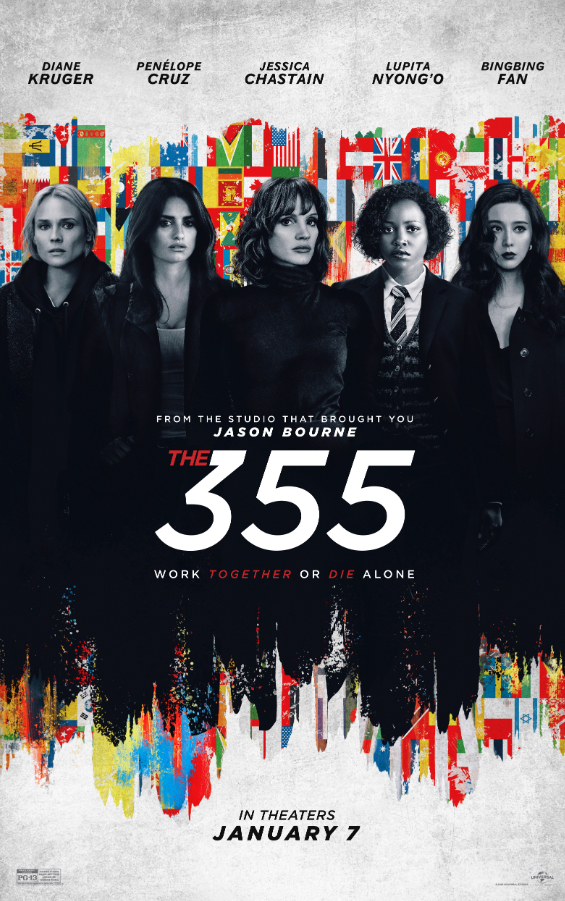 DIANE
KRUGER
PENÉLOPE
CRUZ
JESSICA
CHASTAIN
LUPITA
NYONG'O
BINGBING
FAN
FROM THE STUDIO THAT BROUGHT YOU
JASON BOURNE
THE 355
WORK TOGETHER OR DIE ALONE
IN THEATERS
JANUARY 7
PG-13
UNIVERSAL